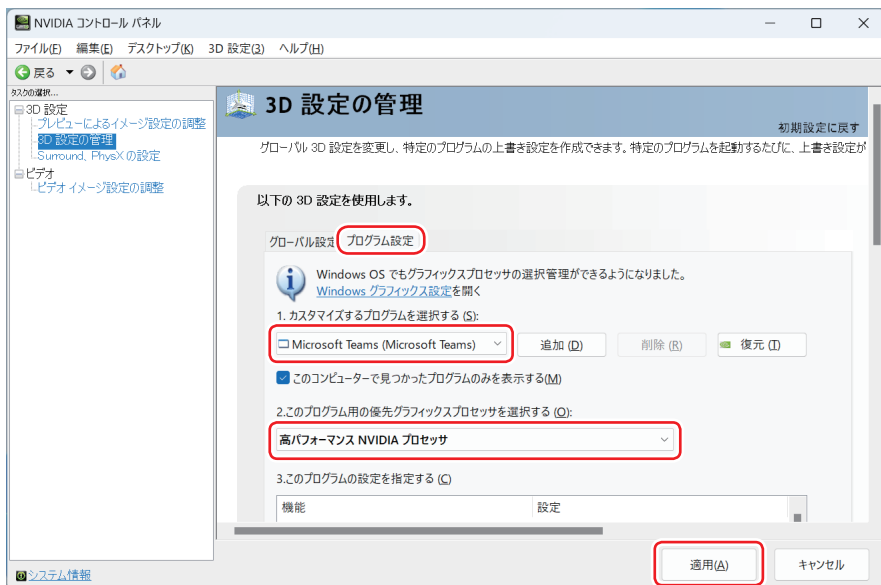 NVIDIA コントロール パネル
ファイル(F) 編集(E) デスクトップ(K) 3D 設定(3) ヘルプ(H)
戻る
タスクの選択...
3D 設定
プレビューによるイメージ設定の調整
3D 設定の管理
Surround、PhysX の設定
ビデオ
ビデオ イメージ設定の調整
システム情報
3D 設定の管理
初期設定に戻す
グローバル 3D 設定を変更し、特定のプログラムの上書き設定を作成できます。特定のプログラムを起動するたびに、上書き設定が
以下の 3D 設定を使用します。
グローバル設定 プログラム設定
Windows OS でもグラフィックスプロセッサの選択管理ができるようになりました。
Windows グラフィックス設定を開く
1. カスタマイズするプログラムを選択する (S):
Microsoft Teams (Microsoft Teams) 追加 (D) 削除 (R) 復元 (T)
このコンピューターで見つかったプログラムのみを表示する(M)
2.このプログラム用の優先グラフィックスプロセッサを選択する (O):
高パフォーマンス NVIDIA プロセッサ
3.このプログラムの設定を指定する (C)
機能 設定
適用(A) キャンセル